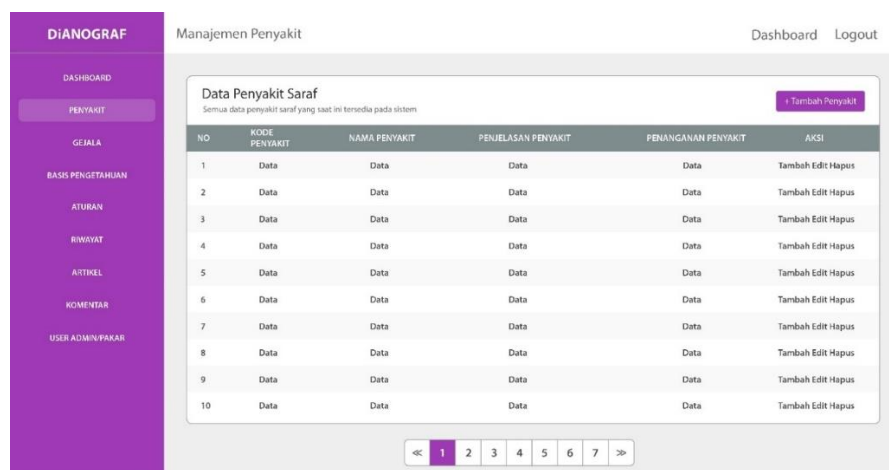 DiANOGRAF
Manajemen Penyakit
Dashboard Logout
DASHBOARD
PENYAKIT
GEJALA
BASIS PENGETAHUAN
ATURAN
RIWAYAT
ARTIKEL
KOMENTAR
USER ADMIN/PAKAR
Data Penyakit Saraf
Semua data penyakit saraf yang saat ini tersedia pada sistem
+ Tambah Penyakit
NO KODE PENYAKIT NAMA PENYAKIT PENJELASAN PENYAKIT PENANGANAN PENYAKIT AKSI
1 Data Data Data Data Tambah Edit Hapus
2 Data Data Data Data Tambah Edit Hapus
3 Data Data Data Data Tambah Edit Hapus
4 Data Data Data Data Tambah Edit Hapus
5 Data Data Data Data Tambah Edit Hapus
6 Data Data Data Data Tambah Edit Hapus
7 Data Data Data Data Tambah Edit Hapus
8 Data Data Data Data Tambah Edit Hapus
9 Data Data Data Data Tambah Edit Hapus
10 Data Data Data Data Tambah Edit Hapus
≪ 1 2 3 4 5 6 7 ≫